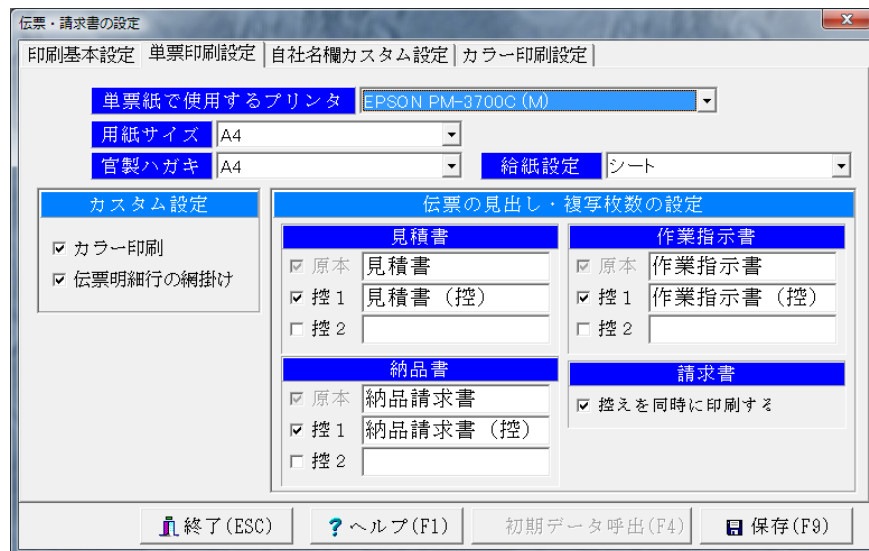 伝票・請求書の設定
印刷基本設定 単票印刷設定 自社名欄カスタム設定 カラー印刷設定
単票紙で使用するプリンタ EPSON PM-3700C (M)
用紙サイズ A4
官製ハガキ A4 給紙設定 シート
カスタム設定
カラー印刷
伝票明細行の網掛け
伝票の見出し・複写枚数の設定
見積書
原本 見積書
控1 見積書（控）
控2
作業指示書
原本 作業指示書
控1 作業指示書（控）
控2
納品書
原本 納品請求書
控1 納品請求書（控）
控2
請求書
控えを同時に印刷する
終了(ESC) ヘルプ(F1) 初期データ呼出(F4) 保存(F9)